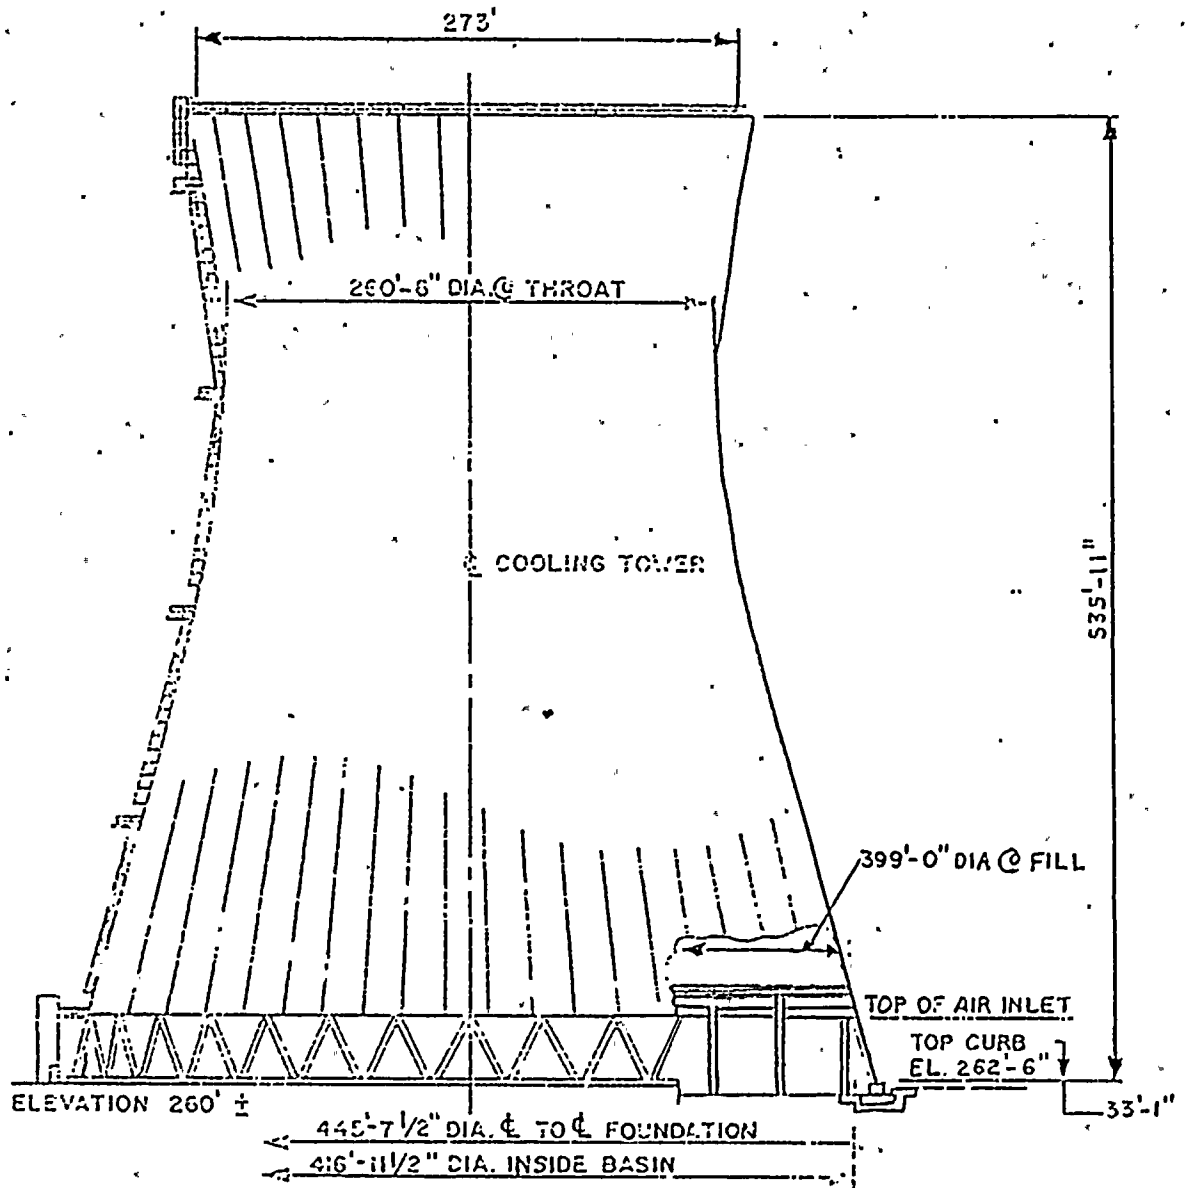 273'
260'-6" DIA. @ THROAT
℄ COOLING TOWER
535'-11"
399'-0" DIA @ FILL
TOP OF AIR INLET
TOP CURB
EL. 262'-6"
33'-1"
ELEVATION 260' ±
445'-7 1/2" DIA. ℄ TO ℄ FOUNDATION
416'-11 1/2" DIA. INSIDE BASIN